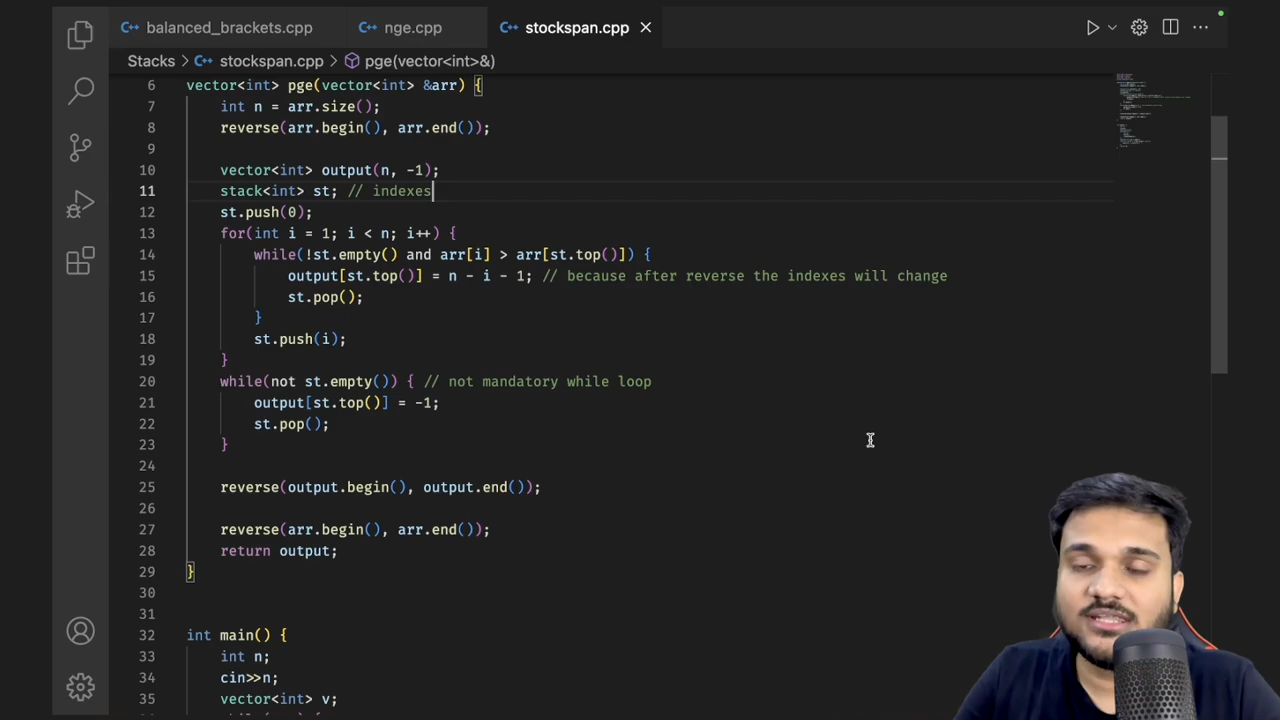 balanced_brackets.cpp nge.cpp stockspan.cpp
Stacks > stockspan.cpp > pge(vector<int>&)
6 vector<int> pge(vector<int> &arr) {
7 int n = arr.size();
8 reverse(arr.begin(), arr.end());
9
10 vector<int> output(n, -1);
11 stack<int> st; // indexes
12 st.push(0);
13 for(int i = 1; i < n; i++) {
14 while(!st.empty() and arr[i] > arr[st.top()]) {
15 output[st.top()] = n - i - 1; // because after reverse the indexes will change
16 st.pop();
17 }
18 st.push(i);
19 }
20 while(not st.empty()) { // not mandatory while loop
21 output[st.top()] = -1;
22 st.pop();
23 }
24
25 reverse(output.begin(), output.end());
26
27 reverse(arr.begin(), arr.end());
28 return output;
29 }
30
31
32 int main() {
33 int n;
34 cin>>n;
35 vector<int> v;